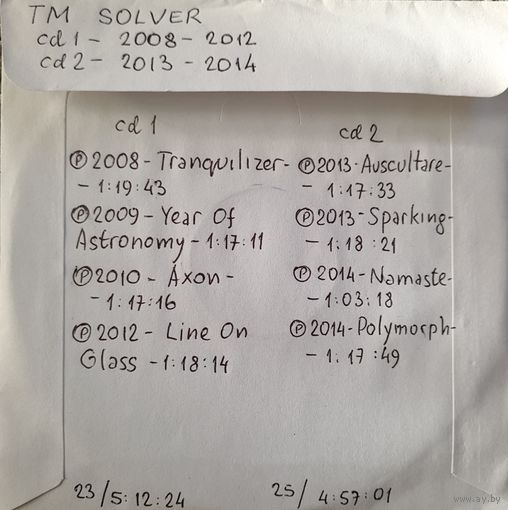 TM SOLVER
cd 1 - 2008 - 2012
cd 2 - 2013 - 2014
cd 1
℗ 2008 - Tranquilizer -
- 1:19:43
℗ 2009 - Year Of
Astronomy - 1:17:11
℗ 2010 - Axon -
- 1:17:16
℗ 2012 - Line On
Glass - 1:18:14
23 / 5:12:24
cd 2
℗ 2013 - Auscultare -
- 1:17:33
℗ 2013 - Sparking -
- 1:18:21
℗ 2014 - Namaste -
- 1:03:18
℗ 2014 - Polymorph -
- 1:17:49
25 / 4:57:01
www.ay.by